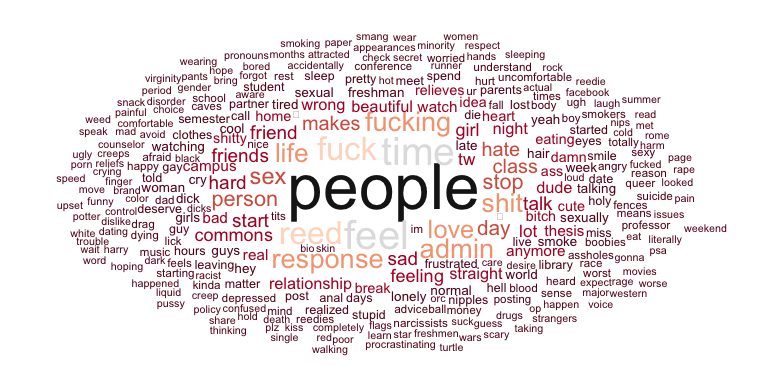 smoking paper smang wear women
pronouns months attracted appearances minority respect
wearing hope bored accidentally check secret worried hands sleeping
virginity pants bring forgot rest sleep conference runner understand rock
period gender student pretty hot meet spend hurt uncomfortable reedie
snack disorder school aware sexual freshman relieves ur parents actual facebook
painful choice caves partner tired wrong beautiful watch idea fall lost body ugh times laugh summer
weed comfortable semester call home makes fucking die heart yeah boy smokers read
speak mad avoid clothes cool friend girl night started nips cold met
counselor watching shitty nice fuck time late eating eyes totally rome harm
ugly creeps afraid black friends life tw hate hair damn smile sexy
porn reliefs happy gay campus class ass week angry fucked page
speed crying told cry hard sex people stop dude loud date reason rape
move finger brand woman dad dick person shit talk talking queer looked
upset funny color deserve dicks girls tits bitch cute holy fences suicide pain
potter control drag guy bad start im love day sexually means issues
white dislike dating dying commons reed feel lot thesis miss professor weekend
trouble lick real bio skin admin anymore live smoke boobies eat literally
wait harry music hours guys response sad frustrated care desire library race assholes gonna psa
word dark feels leaving hey feeling straight world heard worst movies
hoping starting racist relationship break normal hell blood sense expect rage worse
happened kinda matter lonely orc nipples posting major western
liquid creep depressed post anal days advice ball money op happen voice
pussy policy confused mind realized stupid drugs strangers
share hold death reedies flags narcissists suck guess taking
thinking plz kiss completely learn star freshmen wars scary
single red poor procrastinating turtle
walking